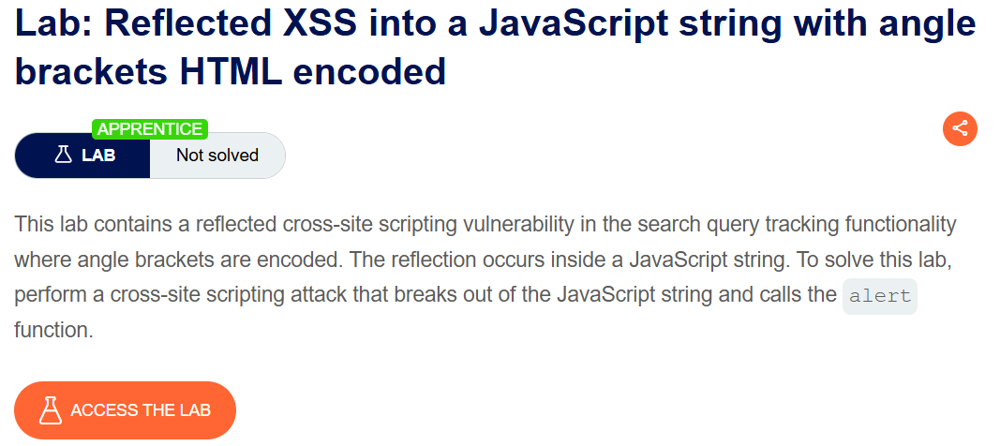 Lab: Reflected XSS into a JavaScript string with angle
brackets HTML encoded
APPRENTICE
LAB
Not solved
This lab contains a reflected cross-site scripting vulnerability in the search query tracking functionality
where angle brackets are encoded. The reflection occurs inside a JavaScript string. To solve this lab,
perform a cross-site scripting attack that breaks out of the JavaScript string and calls the alert
function.
ACCESS THE LAB